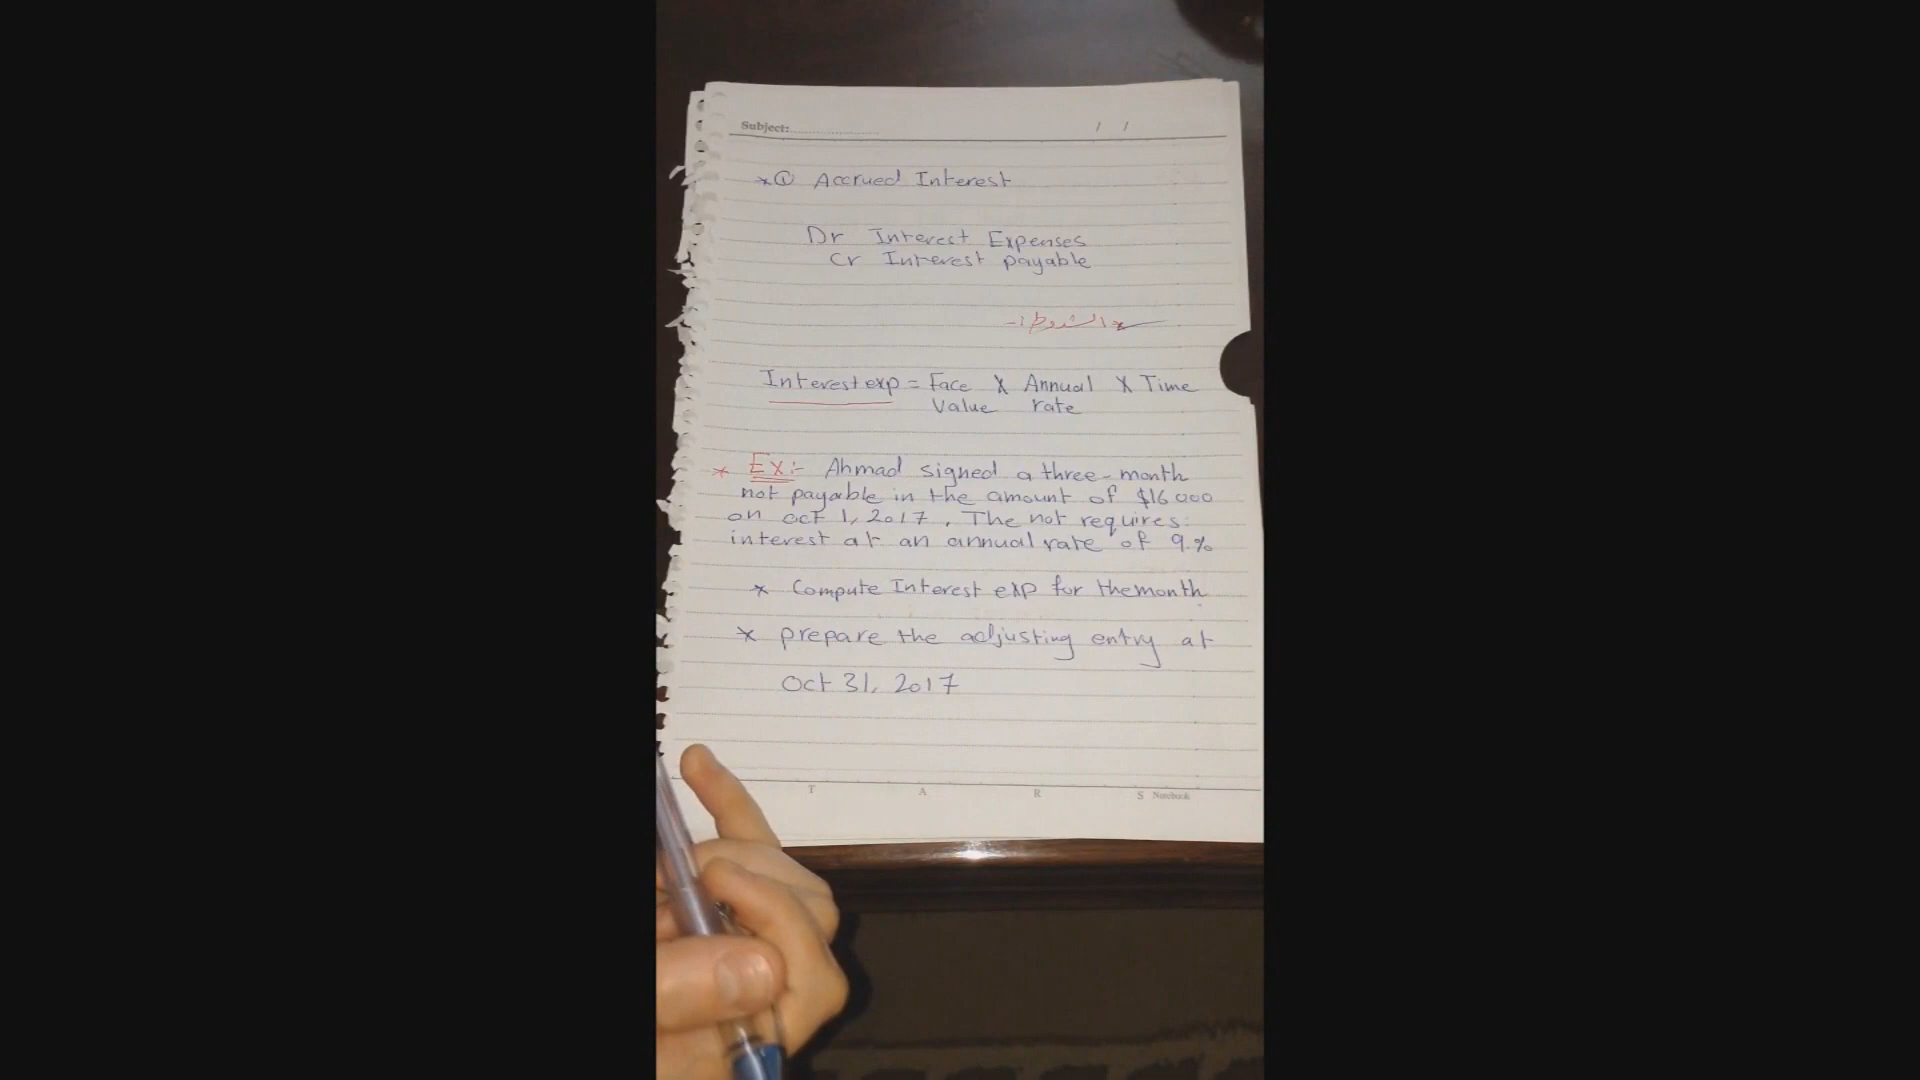 Subject: / /
* ① Accrued Interest
Dr Interest Expenses
Cr Interest payable
* الشروط :-
Interest exp = Face X Annual X Time
Value rate
* Ex:- Ahmad signed a three-month
not payable in the amount of $16 000
on oct 1, 2017. The not requires
interest at an annual rate of 9%
* Compute Interest exp for the month
* prepare the adjusting entry at
Oct 31, 2017
T A R S Notebook